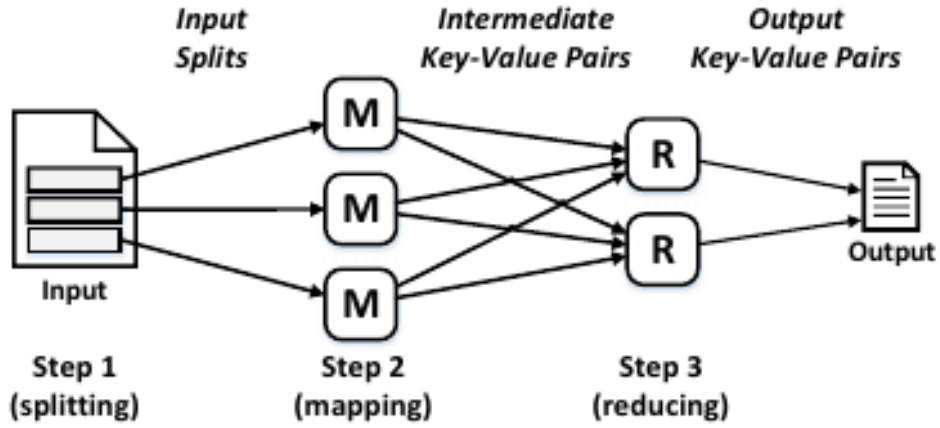 Input
Splits
Intermediate
Key-Value Pairs
Output
Key-Value Pairs
M
M
M
R
R
Input
Output
Step 1
(splitting)
Step 2
(mapping)
Step 3
(reducing)